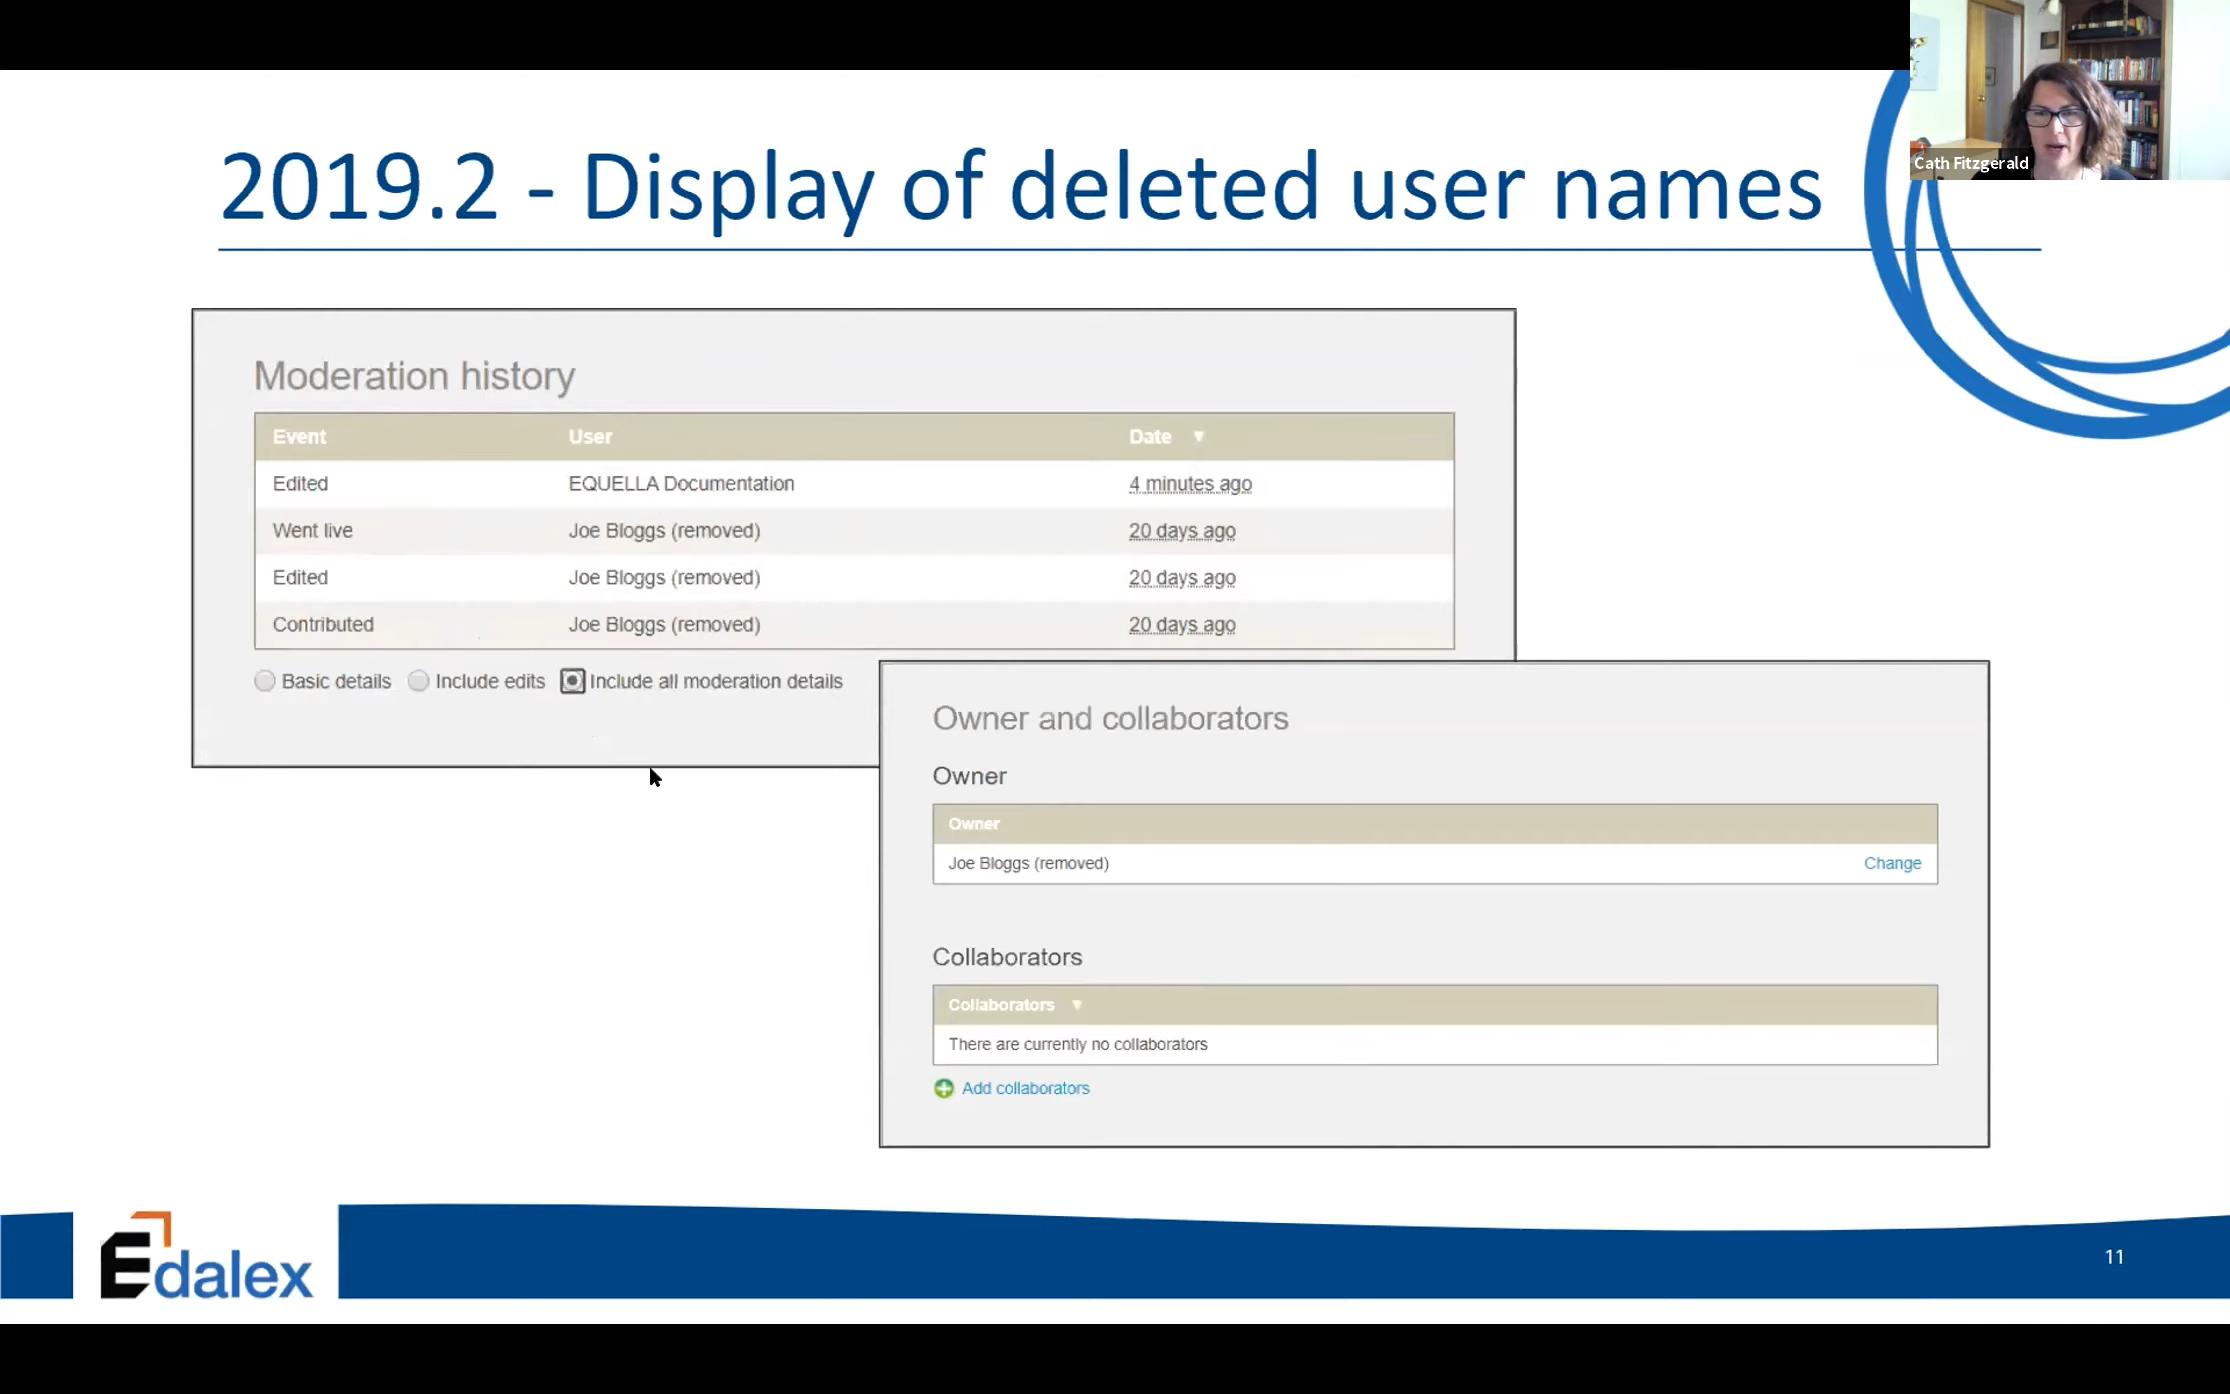 Cath Fitzgerald
2019.2 - Display of deleted user names
Moderation history
Event User Date
Edited EQUELLA Documentation 4 minutes ago
Went live Joe Bloggs (removed) 20 days ago
Edited Joe Bloggs (removed) 20 days ago
Contributed Joe Bloggs (removed) 20 days ago
Basic details Include edits Include all moderation details
Owner and collaborators
Owner
Owner
Joe Bloggs (removed) Change
Collaborators
Collaborators
There are currently no collaborators
Add collaborators
Edalex
11